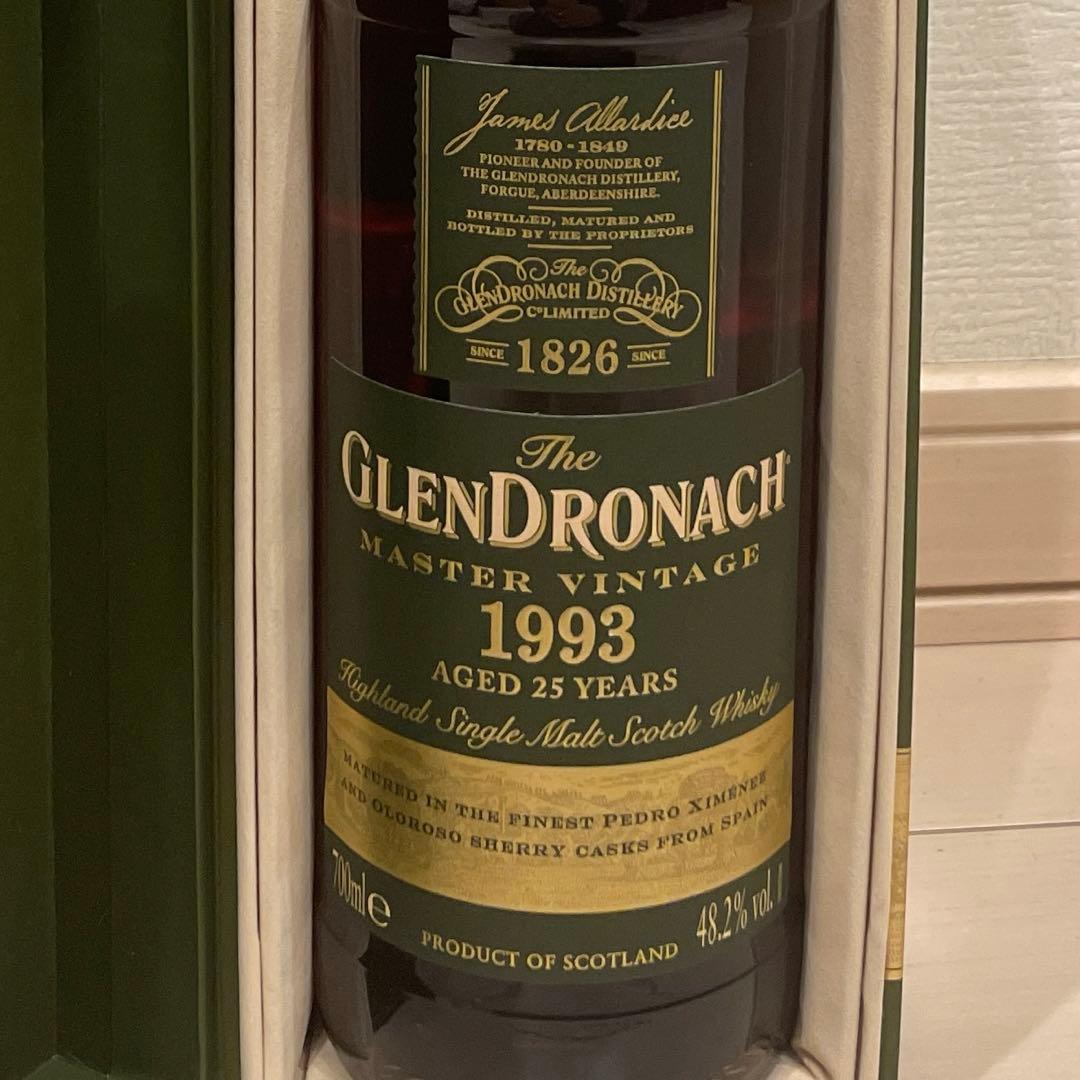 James Allardice
1780 - 1849
PIONEER AND FOUNDER OF
THE GLENDRONACH DISTILLERY,
FORGUE, ABERDEENSHIRE.
DISTILLED, MATURED AND
BOTTLED BY THE PROPRIETORS
The
GLENDRONACH DISTILLERY
Cº LIMITED
SINCE 1826 SINCE
The
GLENDRONACH
MASTER VINTAGE
1993
AGED 25 YEARS
Highland Single Malt Scotch Whisky
MATURED IN THE FINEST PEDRO XIMÉNEZ
AND OLOROSO SHERRY CASKS FROM SPAIN
700ml e 48.2% vol.
PRODUCT OF SCOTLAND